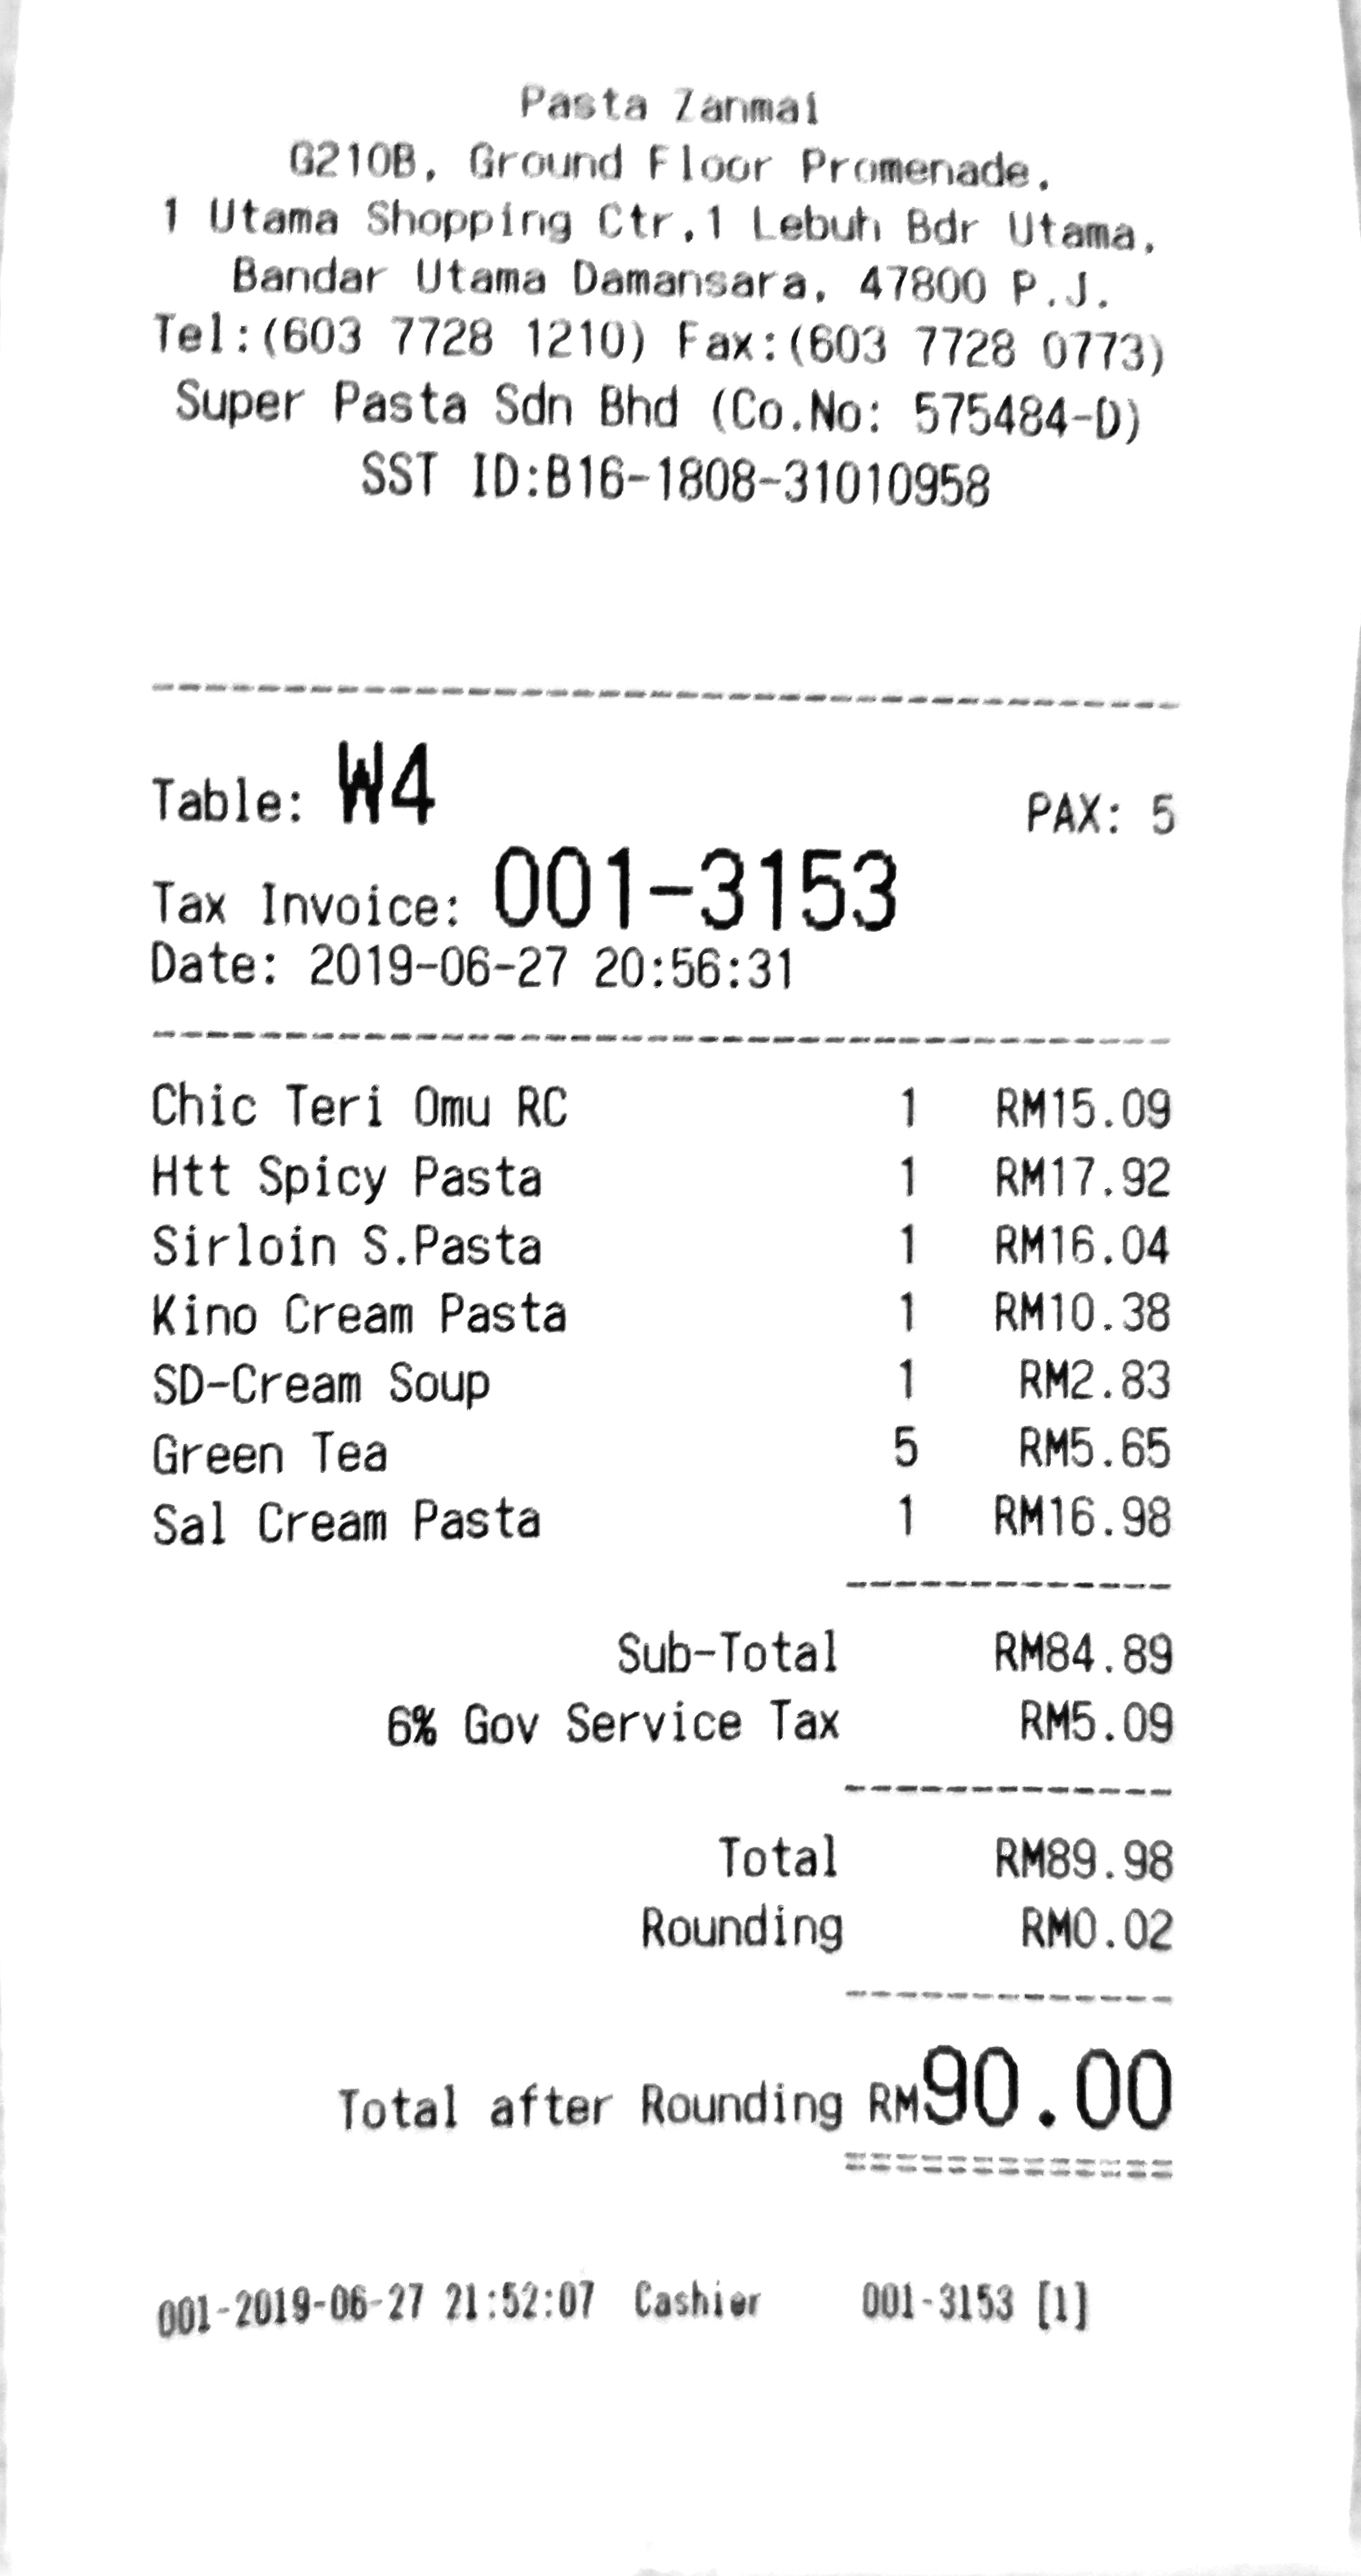 Pasta Zanmai
G210B, Ground Floor Promenade,
1 Utama Shopping Ctr,1 Lebuh Bdr Utama,
Bandar Utama Damansara, 47800 P.J.
Tel:(603 7728 1210) Fax:(603 7728 0773)
Super Pasta Sdn Bhd (Co.No: 575484-D)
SST ID:B16-1808-31010958
Table: W4 PAX: 5
Tax Invoice: 001-3153
Date: 2019-06-27 20:56:31
Chic Teri Omu RC 1 RM15.09
Htt Spicy Pasta 1 RM17.92
Sirloin S.Pasta 1 RM16.04
Kino Cream Pasta 1 RM10.38
SD-Cream Soup 1 RM2.83
Green Tea 5 RM5.65
Sal Cream Pasta 1 RM16.98
Sub-Total RM84.89
6% Gov Service Tax RM5.09
Total RM89.98
Rounding RM0.02
Total after Rounding RM90.00
001-2019-06-27 21:52:07 Cashier 001-3153 [1]